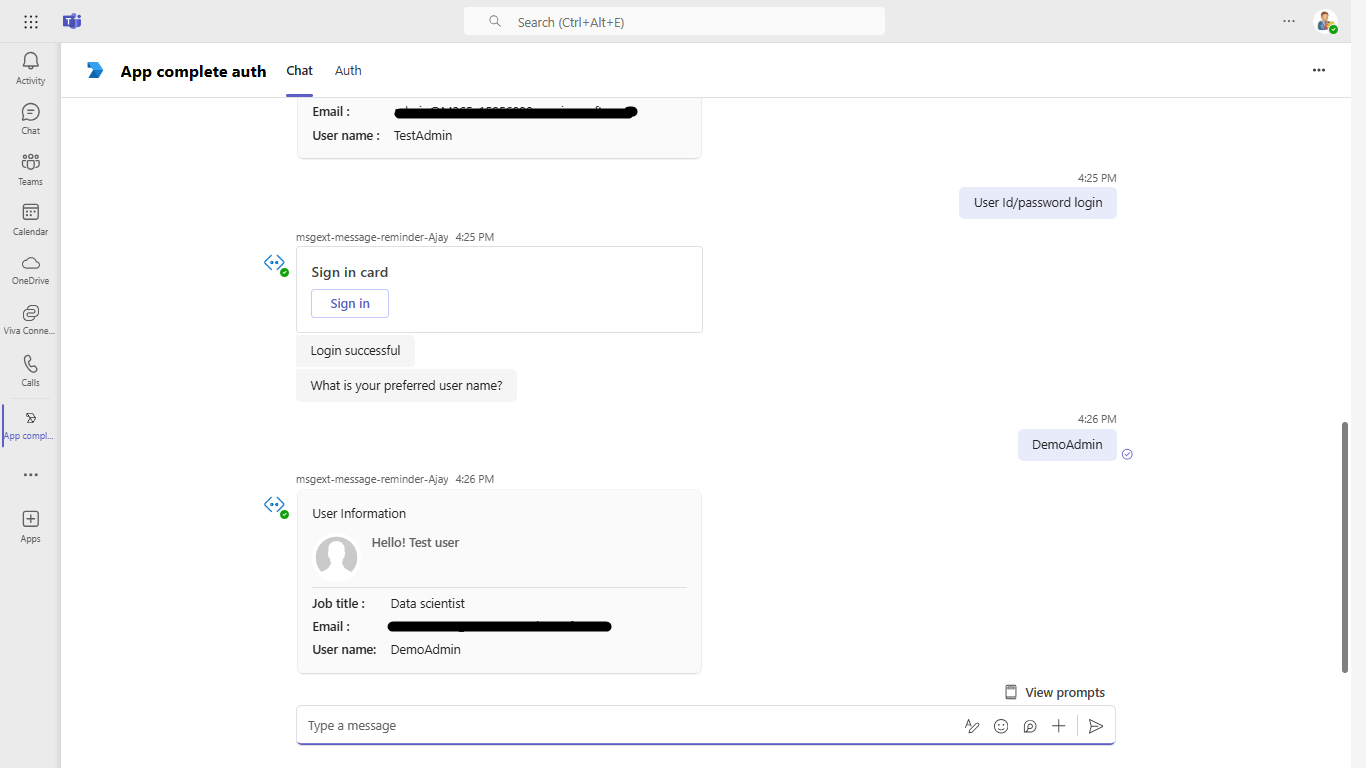 Search (Ctrl+Alt+E)
Activity
Chat
Teams
Calendar
OneDrive
Viva Conne...
Calls
App compl...
Apps
App complete auth
Chat
Auth
Email :
User name : TestAdmin
4:25 PM
User Id/password login
msgext-message-reminder-Ajay 4:25 PM
Sign in card
Sign in
Login successful
What is your preferred user name?
4:26 PM
DemoAdmin
msgext-message-reminder-Ajay 4:26 PM
User Information
Hello! Test user
Job title : Data scientist
Email :
User name: DemoAdmin
View prompts
Type a message